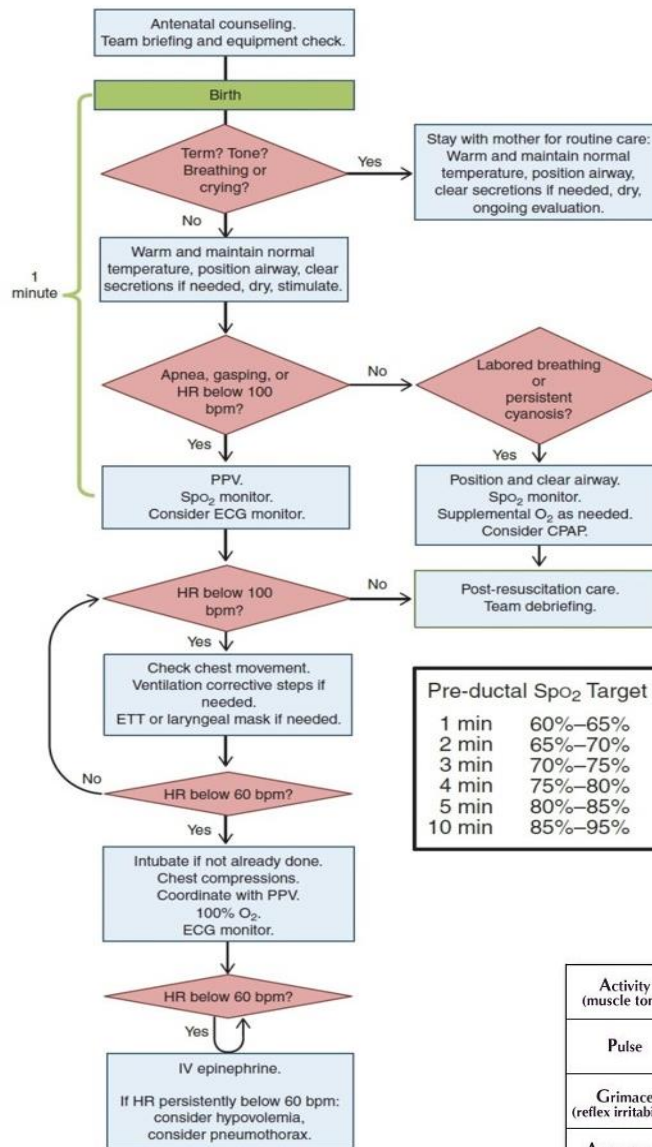 Antenatal counseling.
Team briefing and equipment check.
Birth
Term? Tone?
Breathing or
crying?
Yes
Stay with mother for routine care:
Warm and maintain normal
temperature, position airway,
clear secretions if needed, dry,
ongoing evaluation.
No
Warm and maintain normal
temperature, position airway, clear
secretions if needed, dry, stimulate.
1
minute
Apnea, gasping, or
HR below 100
bpm?
No
Labored breathing
or
persistent
cyanosis?
Yes
Yes
PPV.
SpO₂ monitor.
Consider ECG monitor.
Position and clear airway.
SpO₂ monitor.
Supplemental O₂ as needed.
Consider CPAP.
HR below 100
bpm?
No
Post-resuscitation care.
Team debriefing.
Yes
Check chest movement.
Ventilation corrective steps if
needed.
ETT or laryngeal mask if needed.
Pre-ductal SpO₂ Target
1 min 60%–65%
2 min 65%–70%
3 min 70%–75%
4 min 75%–80%
5 min 80%–85%
10 min 85%–95%
No
HR below 60 bpm?
Yes
Intubate if not already done.
Chest compressions.
Coordinate with PPV.
100% O₂.
ECG monitor.
HR below 60 bpm?
Yes
IV epinephrine.
If HR persistently below 60 bpm:
consider hypovolemia,
consider pneumothorax.
Activity
(muscle
Pulse
Grimace
(reflex